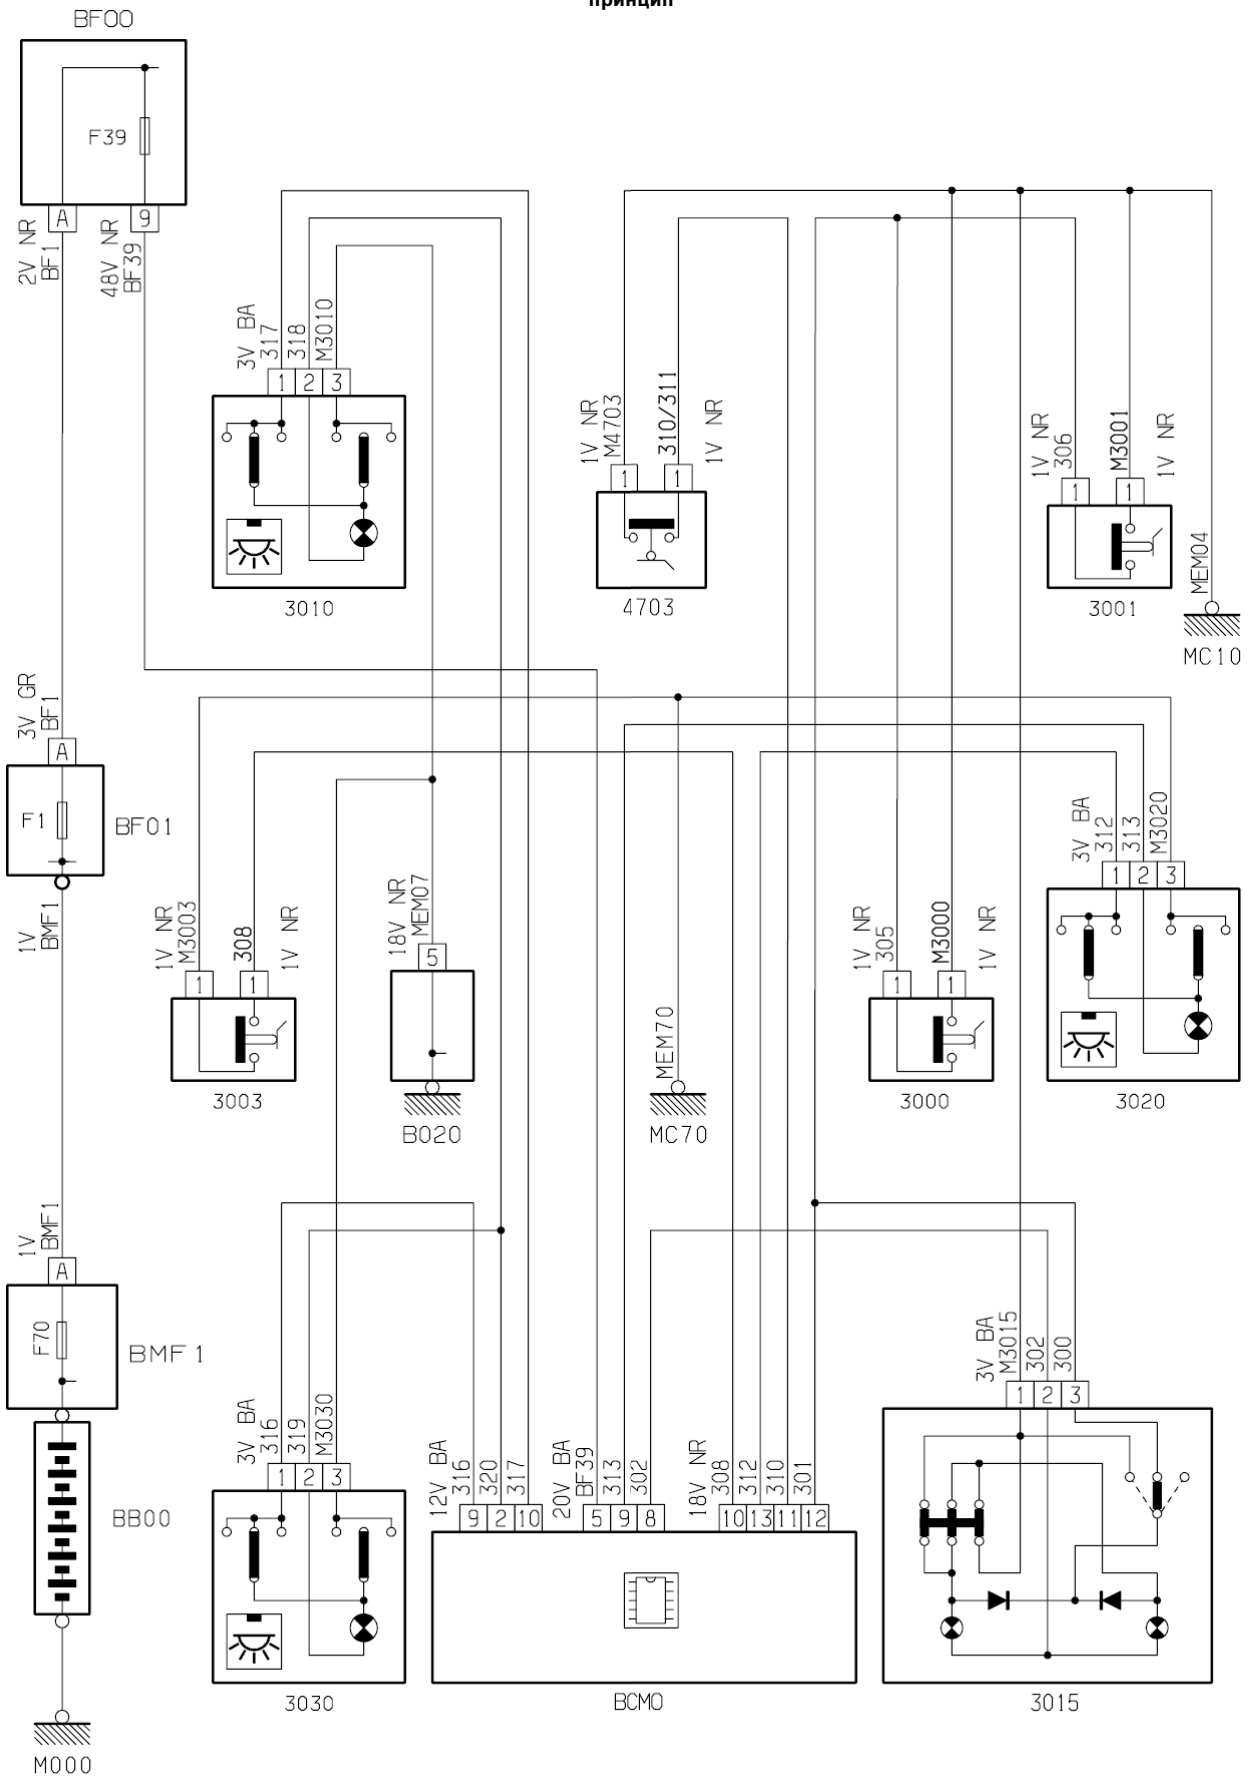 принцип
BF00
F39
A
9
2V NR
BF1
48V NR
BF39
3V BA
317
318
M3010
1
2
3
3010
1V NR
M4703
310/311
1V NR
1
1
4703
1V NR
306
M3001
1V NR
1
1
3001
MEM04
MC10
3V GR
BF1
A
F1
BF01
1V
BMF1
1V NR
M3003
308
1V NR
1
1
3003
18V NR
MEM07
5
B020
MEM70
MC70
1V NR
305
M3000
1V NR
1
1
3000
3V BA
312
313
M3020
1
2
3
3020
1V
BMF1
A
F70
BMF1
BB00
M000
3V BA
316
319
M3030
1
2
3
3030
12V BA
316
320
317
9
2
10
20V BA
BF39
313
302
5
9
8
18V NR
308
312
310
301
10
13
11
12
BCM0
3V BA
M3015
302
300
1
2
3
3015